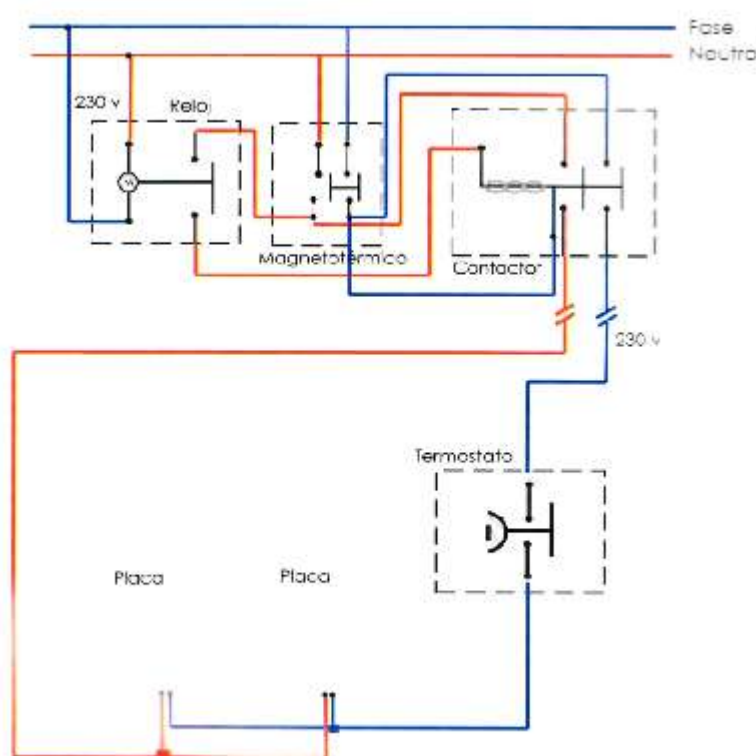 Fase
Neutro
230 v
Reloj
Magnetotérmico
Contactor
230 v
Termostato
Placa
Placa